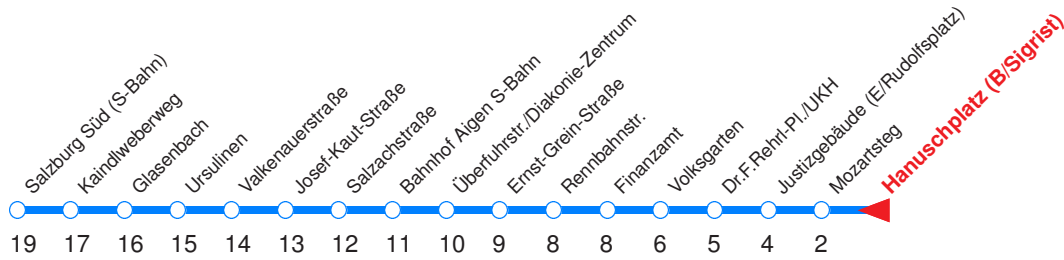 Salzburg Süd (S-Bahn)
Kaindlweberweg
Glasenbach
Ursulinen
Valkenauerstraße
Josef-Kaut-Straße
Salzachstraße
Bahnhof Aigen S-Bahn
Überfuhrstr./Diakonie-Zentrum
Ernst-Grein-Straße
Rennbahnstr.
Finanzamt
Volksgarten
Dr.F.Rehrl-Pl./UKH
Justizgebäude (E/Rudolfsplatz)
Mozartsteg
Hanuschplatz (B/Sigrist)
19 17 16 15 14 13 12 11 10 9 8 8 6 5 4 2